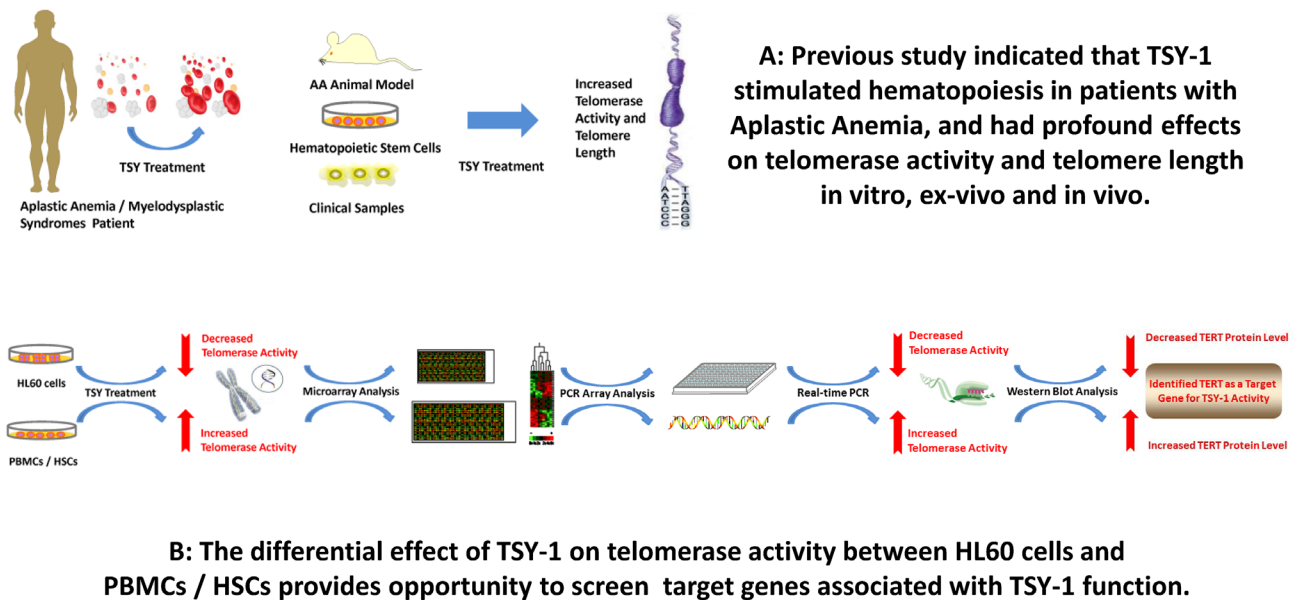 A: Previous study indicated that TSY-1
stimulated hematopoiesis in patients with
Aplastic Anemia, and had profound effects
on telomerase activity and telomere length
in vitro, ex-vivo and in vivo.
TSY Treatment
Aplastic Anemia / Myelodysplastic
Syndromes Patient
AA Animal Model
Hematopoietic Stem Cells
Clinical Samples
TSY Treatment
Increased
Telomerase
Activity and
Telomere
Length
A – T
A – T
T – A
C – G
C – G
C – G
HL60 cells
PBMCs / HSCs
TSY Treatment
Decreased
Telomerase Activity
Increased
Telomerase Activity
Microarray Analysis
PCR Array Analysis
Real-time PCR
Decreased
Telomerase Activity
Increased
Telomerase Activity
Western Blot Analysis
Decreased TERT Protein Level
Identified TERT as a Target
Gene for TSY-1 Activity
Increased TERT Protein Level
B: The differential effect of TSY-1 on telomerase activity between HL60 cells and
PBMCs / HSCs provides opportunity to screen target genes associated with TSY-1 function.